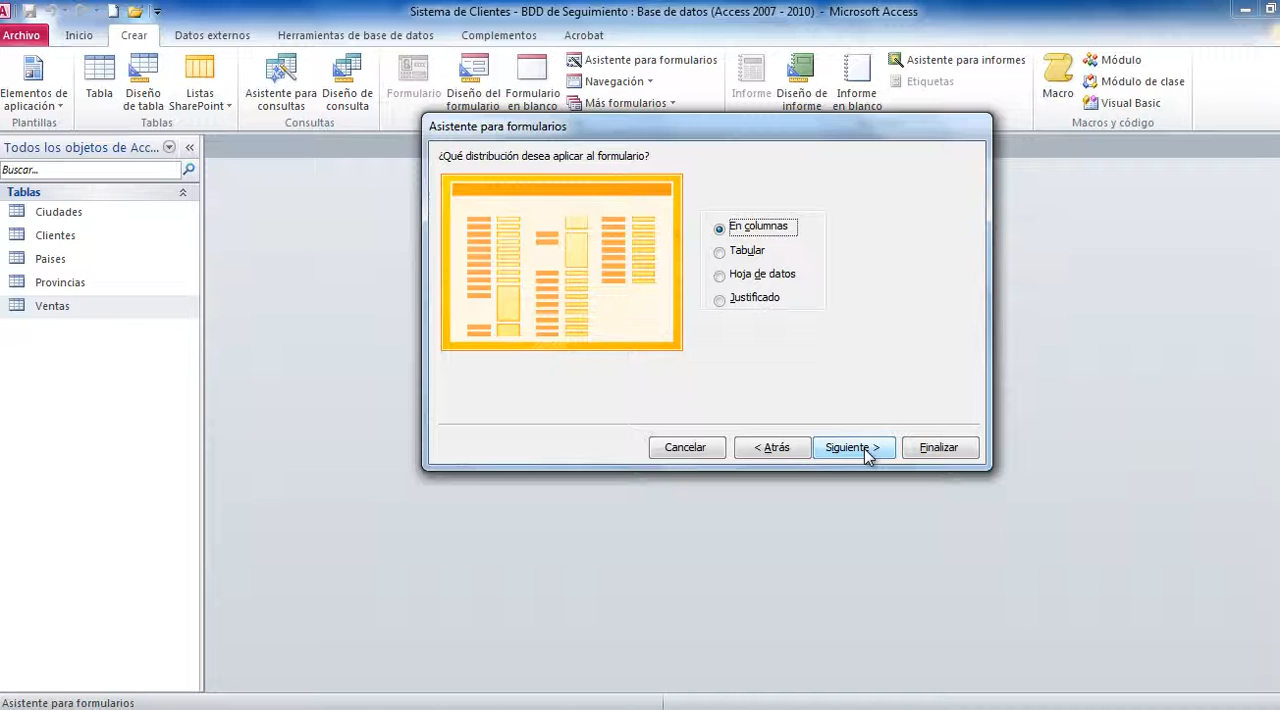 Sistema de Clientes - BDD de Seguimiento : Base de datos (Access 2007 - 2010) - Microsoft Access
Archivo Inicio Crear Datos externos Herramientas de base de datos Complementos Acrobat
Elementos de aplicación
Plantillas
Tabla
Diseño de tabla
Listas SharePoint
Tablas
Asistente para consultas
Diseño de consulta
Consultas
Formulario
Diseño del formulario
Formulario en blanco
Asistente para formularios
Navegación
Más formularios
Informe
Diseño de informe
Informe en blanco
Asistente para informes
Etiquetas
Macro
Módulo
Módulo de clase
Visual Basic
Macros y código
Todos los objetos de Acc...
Buscar...
Tablas
Ciudades
Clientes
Paises
Provincias
Ventas
Asistente para formularios
¿Qué distribución desea aplicar al formulario?
En columnas
Tabular
Hoja de datos
Justificado
Cancelar < Atrás Siguiente > Finalizar
Asistente para formularios